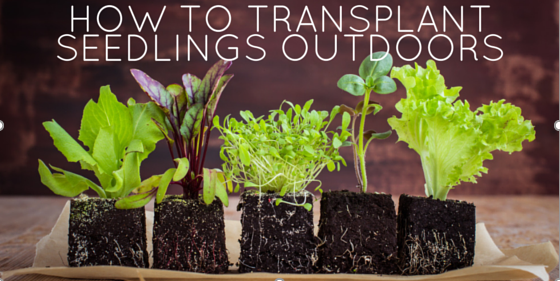 HOW TO TRANSPLANT
SEEDLINGS OUTDOORS